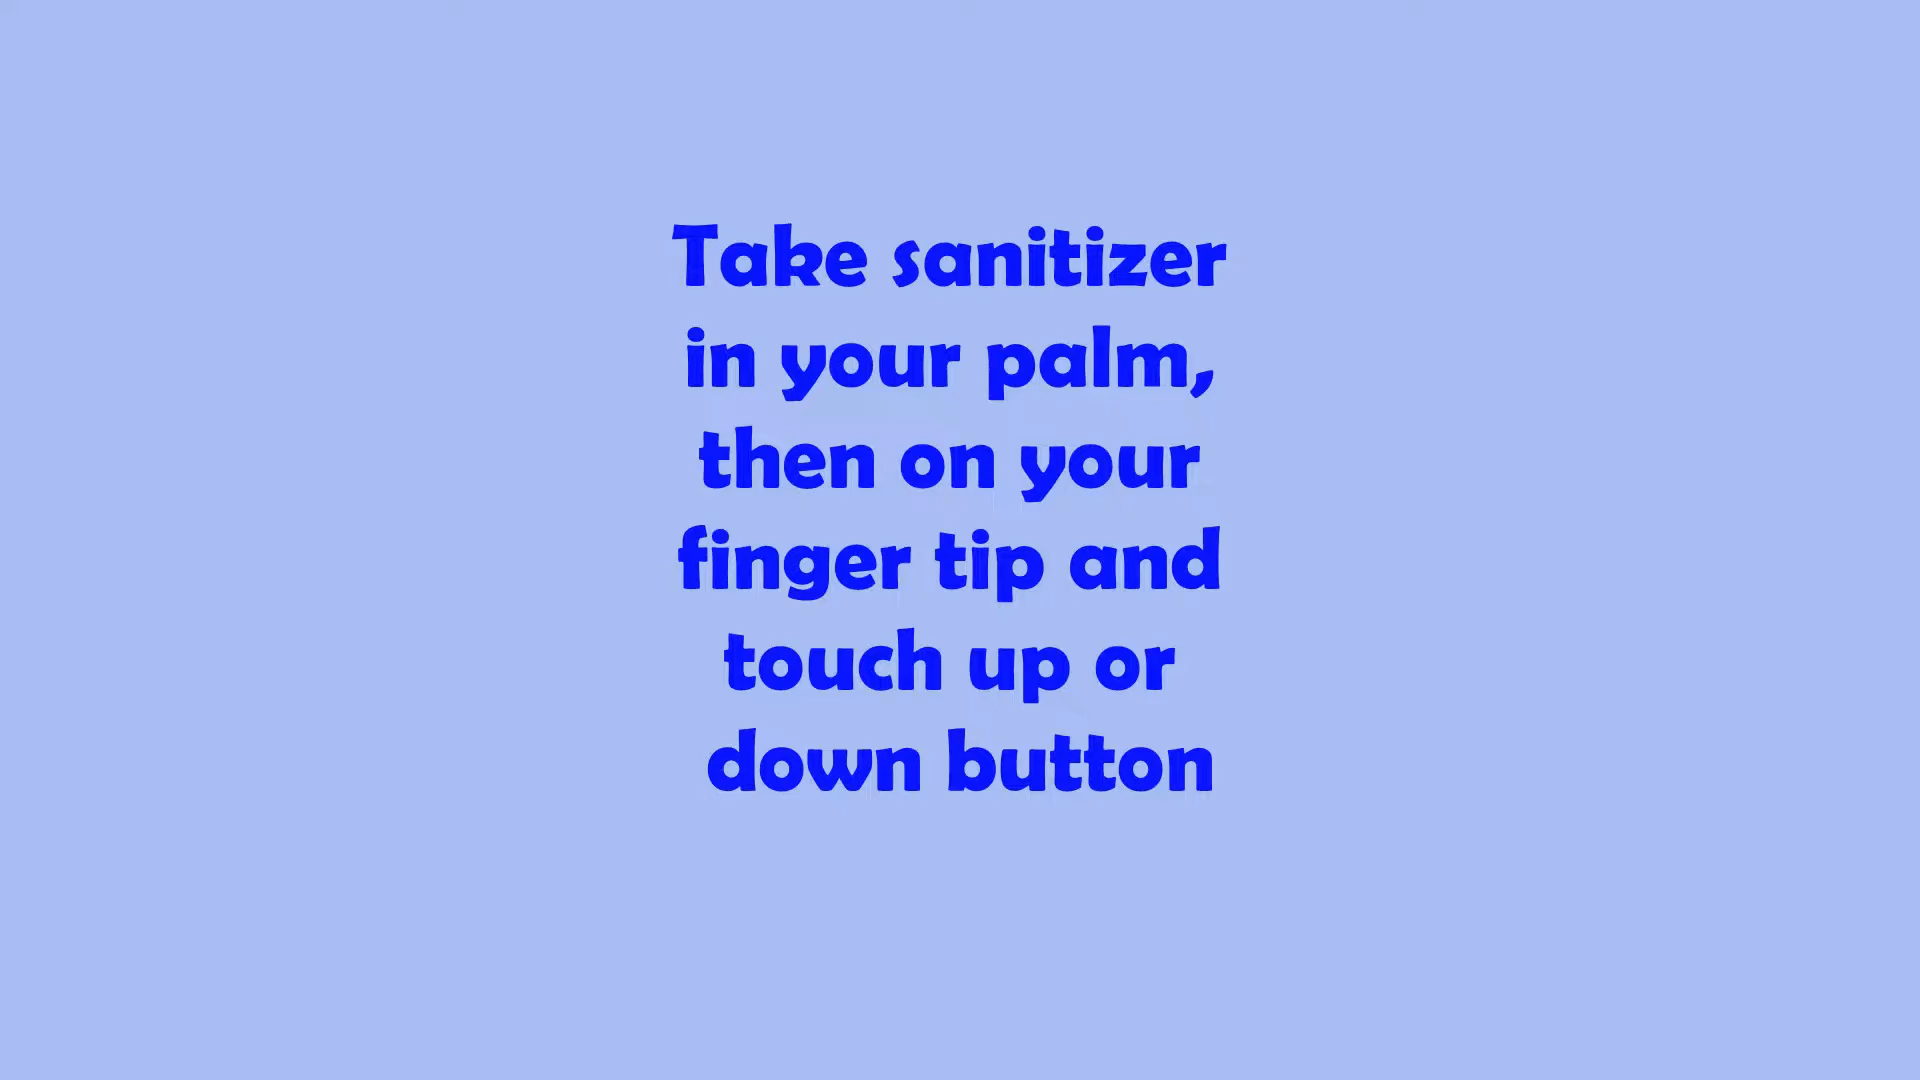 Take sanitizer
in your palm,
then on your
finger tip and
touch up or
down button